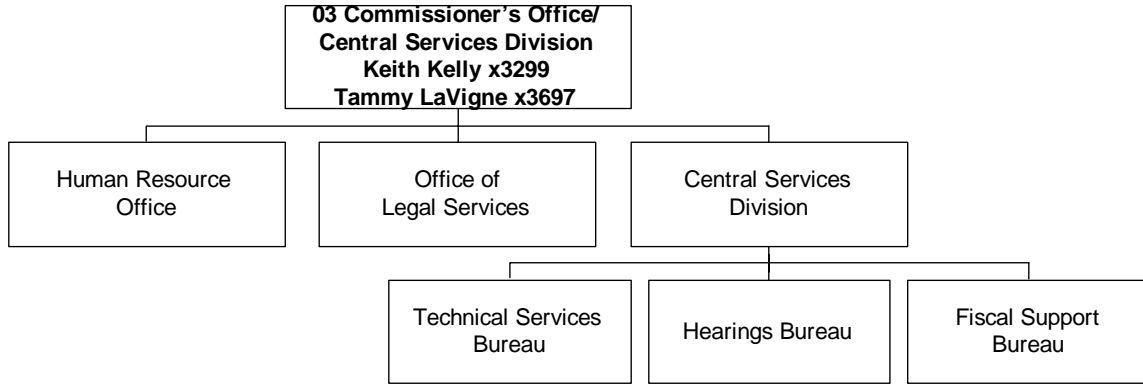 03 Commissioner’s Office/
Central Services Division
Keith Kelly x3299
Tammy LaVigne x3697
Human Resource
Office
Office of
Legal Services
Central Services
Division
Technical Services
Bureau
Hearings Bureau
Fiscal Support
Bureau